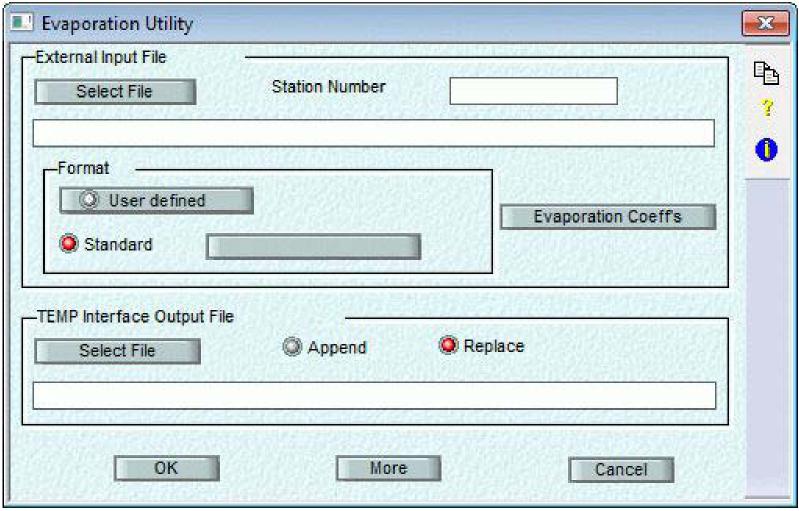 Evaporation Utility
External Input File
Select File
Station Number
Format
User defined
Evaporation Coeff's
Standard
TEMP Interface Output File
Select File
Append
Replace
OK
More
Cancel